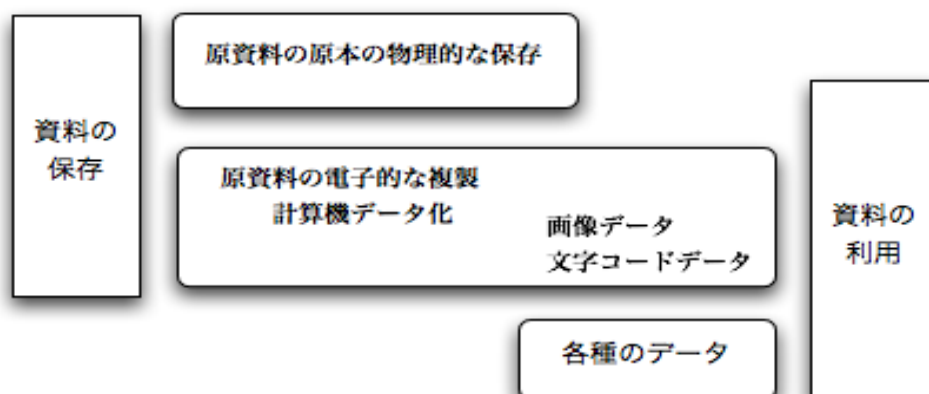 資料の
保存
原資料の原本の物理的な保存
原資料の電子的な複製
計算機データ化
画像データ
文字コードデータ
各種のデータ
資料の
利用